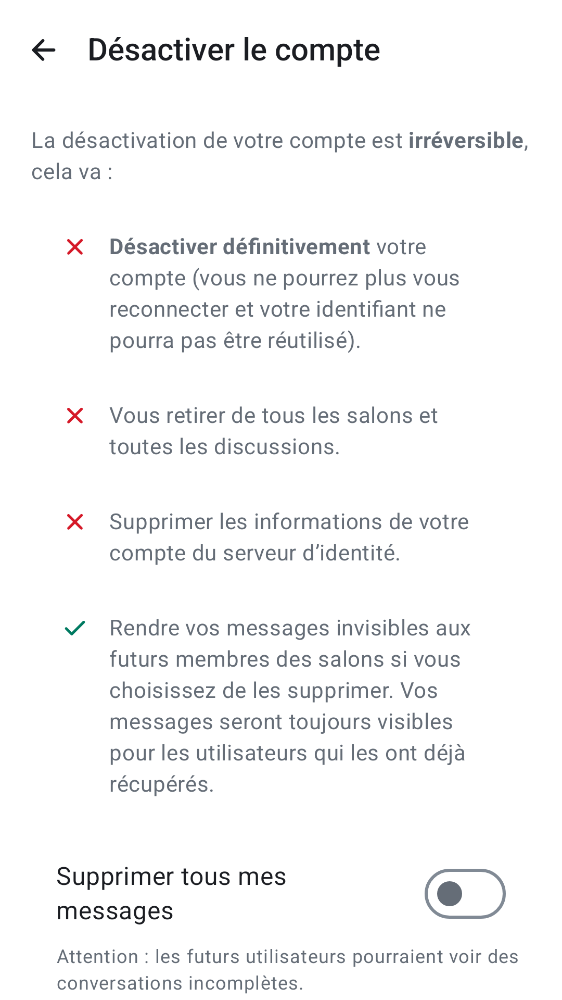 Désactiver le compte
La désactivation de votre compte est irréversible,
cela va :
Désactiver définitivement votre
compte (vous ne pourrez plus vous
reconnecter et votre identifiant ne
pourra pas être réutilisé).
Vous retirer de tous les salons et
toutes les discussions.
Supprimer les informations de votre
compte du serveur d’identité.
Rendre vos messages invisibles aux
futurs membres des salons si vous
choisissez de les supprimer. Vos
messages seront toujours visibles
pour les utilisateurs qui les ont déjà
récupérés.
Supprimer tous mes
messages
Attention : les futurs utilisateurs pourraient voir des
conversations incomplètes.